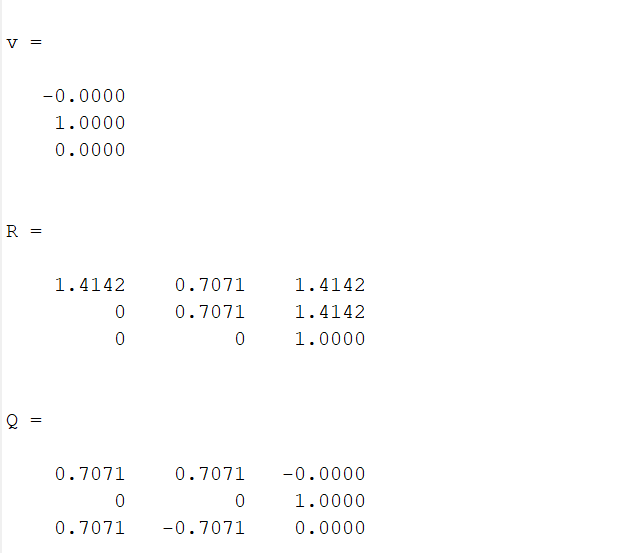 v =
-0.0000
1.0000
0.0000
R =
1.4142 0.7071 1.4142
0 0.7071 1.4142
0 0 1.0000
Q =
0.7071 0.7071 -0.0000
0 0 1.0000
0.7071 -0.7071 0.0000